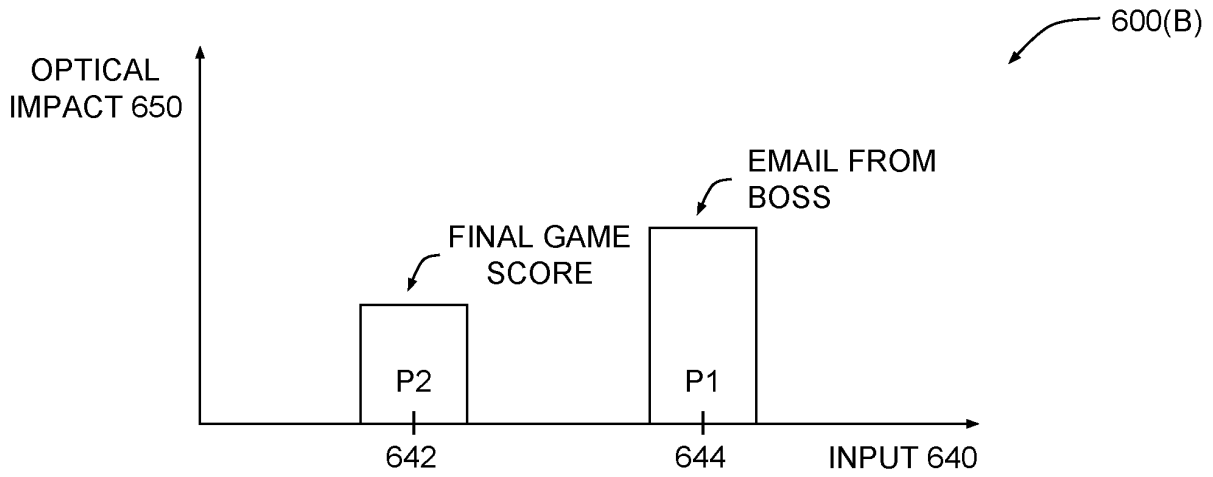 600(B)
OPTICAL
IMPACT 650
EMAIL FROM
BOSS
FINAL GAME
SCORE
P2
P1
642
644
INPUT 640